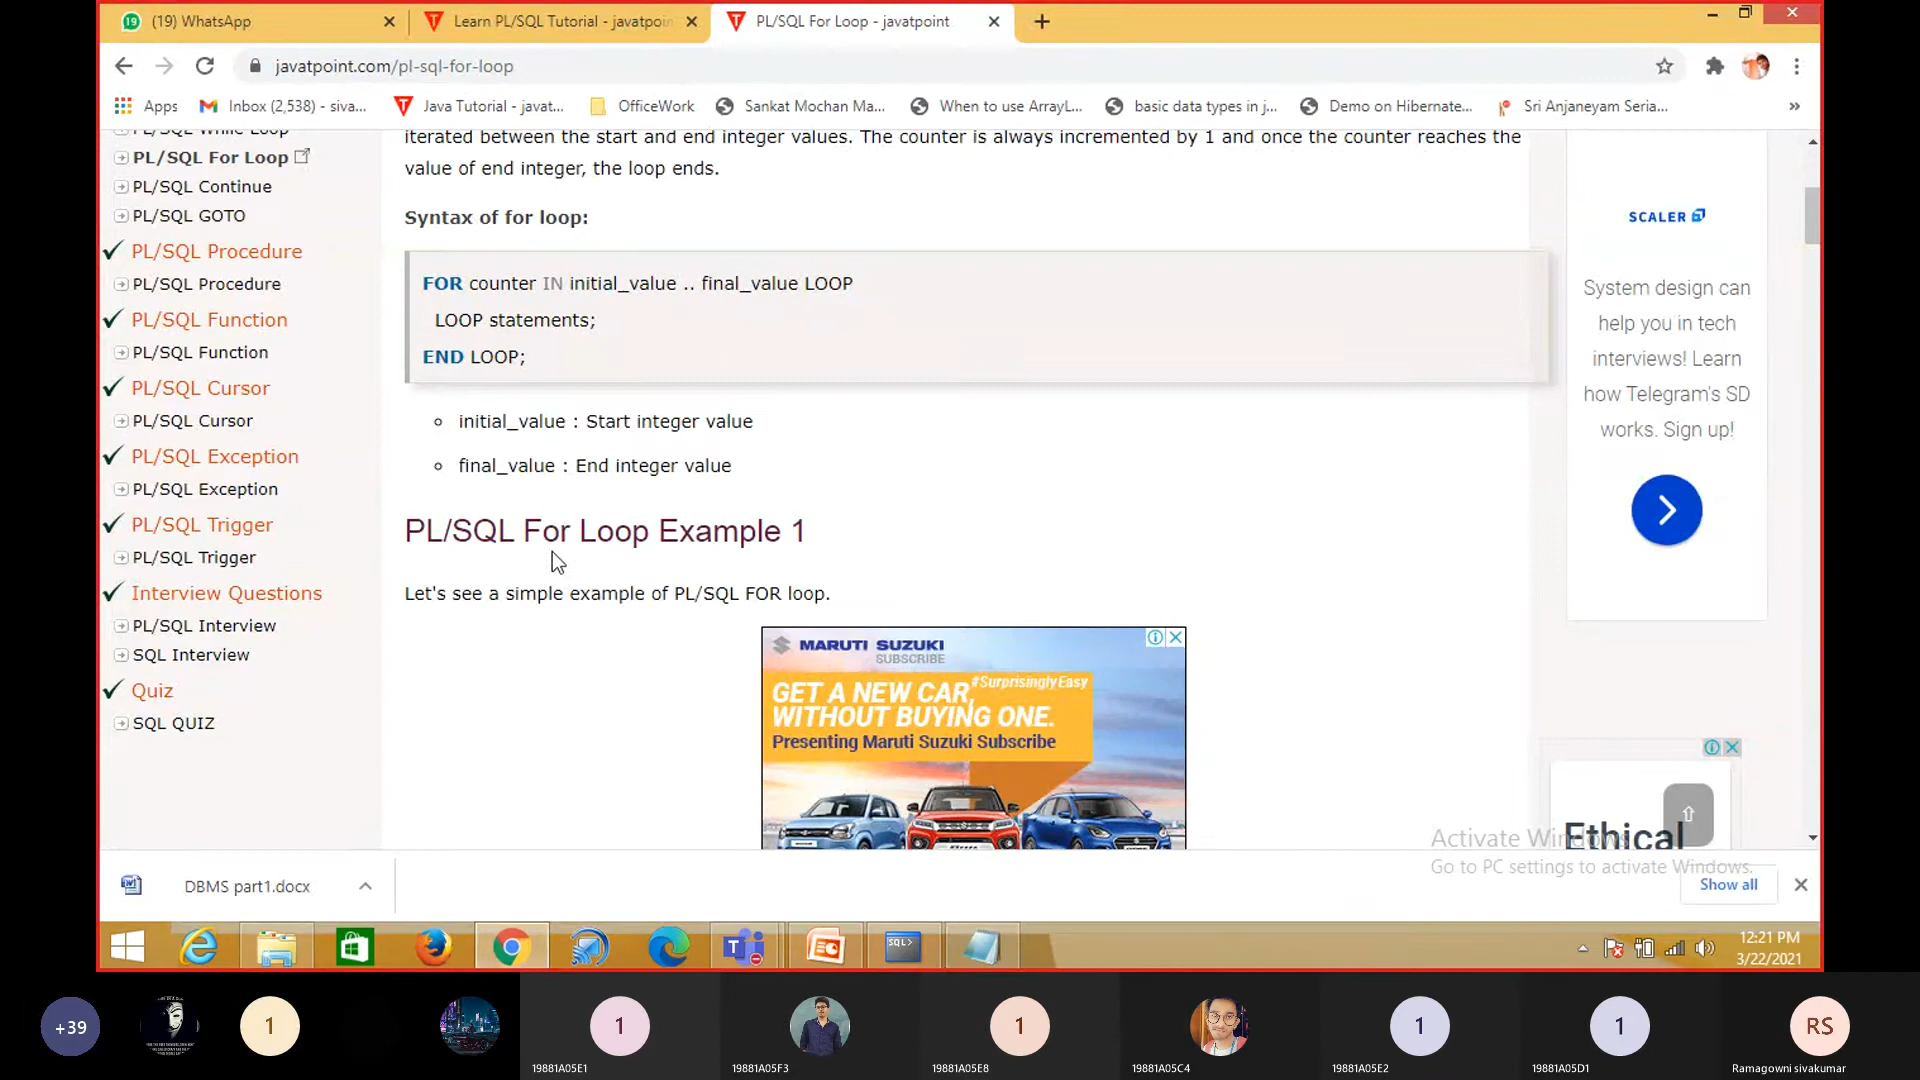 19
(19) WhatsApp
Learn PL/SQL Tutorial - javatpoin
PL/SQL For Loop - javatpoint
javatpoint.com/pl-sql-for-loop
Apps
Inbox (2,538) - siva...
Java Tutorial - javat...
OfficeWork
Sankat Mochan Ma...
When to use ArrayL...
basic data types in j...
Demo on Hibernate...
Sri Anjaneyam Seria...
»
PL/SQL While Loop
PL/SQL For Loop
PL/SQL Continue
PL/SQL GOTO
PL/SQL Procedure
PL/SQL Procedure
PL/SQL Function
PL/SQL Function
PL/SQL Cursor
PL/SQL Cursor
PL/SQL Exception
PL/SQL Exception
PL/SQL Trigger
PL/SQL Trigger
Interview Questions
PL/SQL Interview
SQL Interview
Quiz
SQL QUIZ
iterated between the start and end integer values. The counter is always incremented by 1 and once the counter reaches the
value of end integer, the loop ends.
Syntax of for loop:
FOR counter IN initial_value .. final_value LOOP
LOOP statements;
END LOOP;
initial_value : Start integer value
final_value : End integer value
PL/SQL For Loop Example 1
Let's see a simple example of PL/SQL FOR loop.
MARUTI SUZUKI
SUBSCRIBE
#SurprisinglyEasy
GET A NEW CAR,
WITHOUT BUYING ONE.
Presenting Maruti Suzuki Subscribe
SCALER
System design can
help you in tech
interviews! Learn
how Telegram's SD
works. Sign up!
Ethical
Activate Windows
Go to PC settings to activate Windows.
DBMS part1.docx
Show all
SQL>
12:21 PM
3/22/2021
+39
1
1
1
1
1
RS
19881A05E1
19881A05F3
19881A05E8
19881A05C4
19881A05E2
19881A05D1
Ramagowni sivakumar